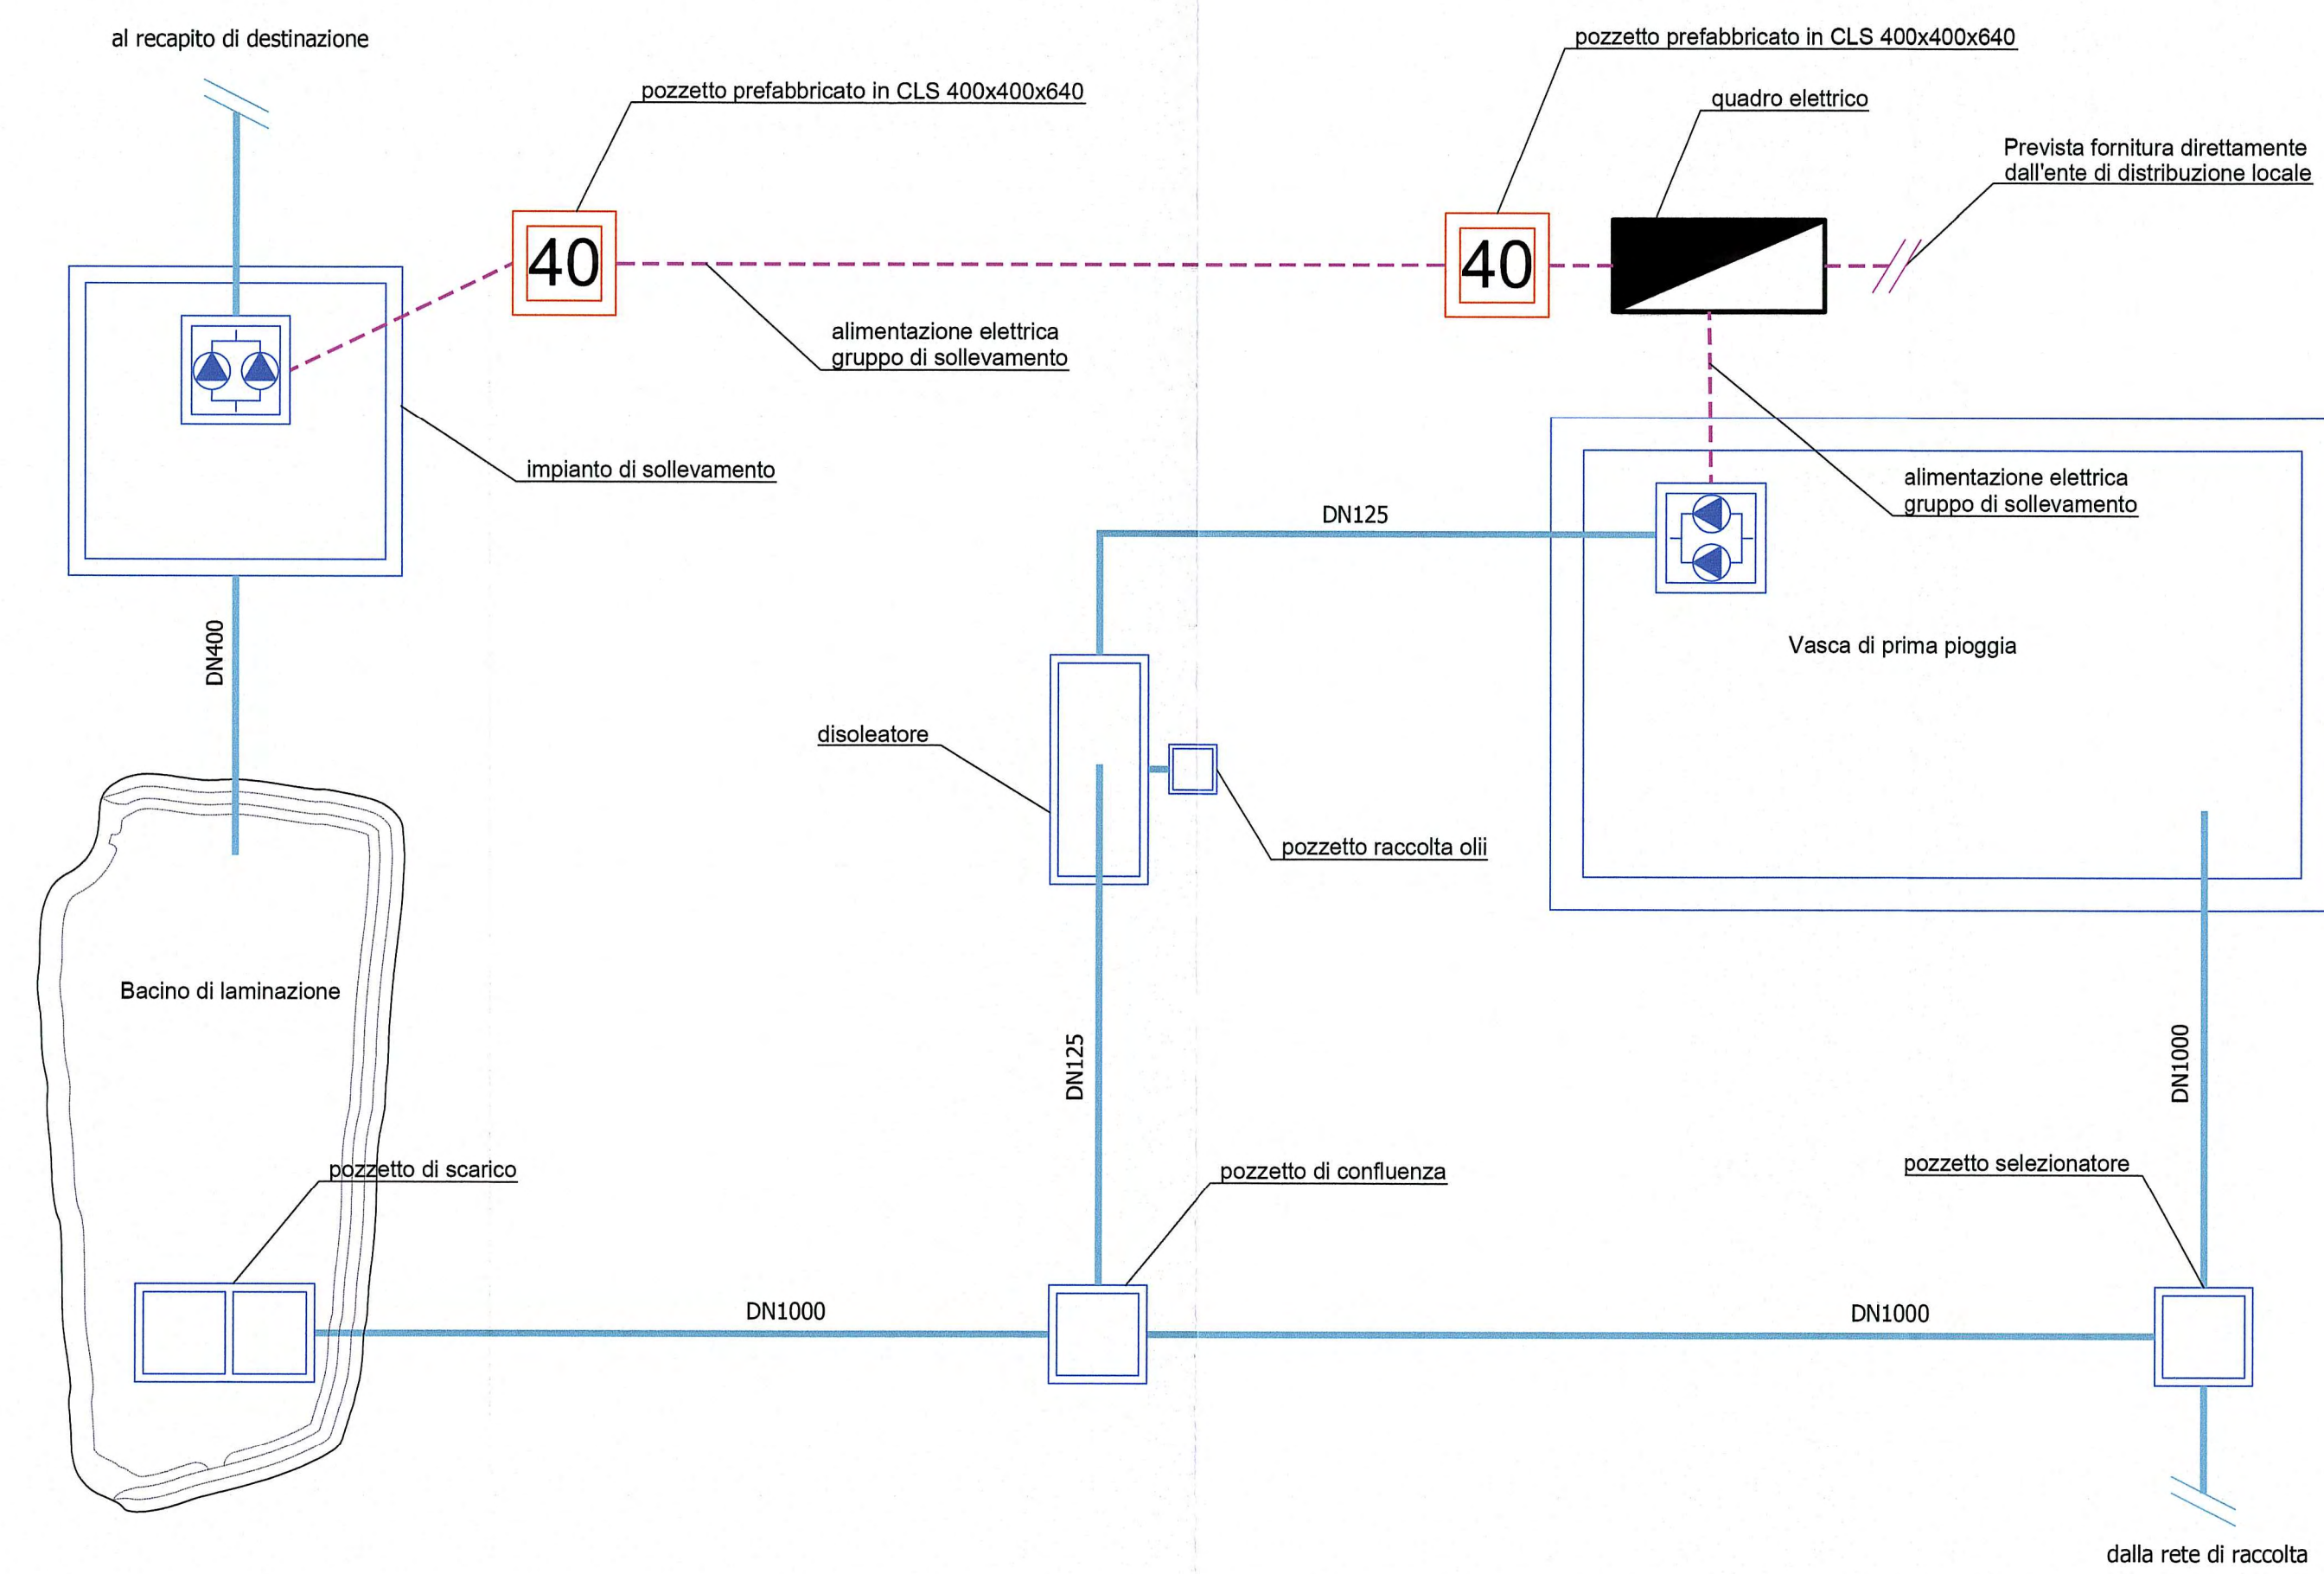 al recapito di destinazione
pozzetto prefabbricato in CLS 400x400x640
pozzetto prefabbricato in CLS 400x400x640
quadro elettrico
Prevista fornitura direttamente
dall'ente di distribuzione locale
40
40
alimentazione elettrica
gruppo di sollevamento
impianto di sollevamento
alimentazione elettrica
gruppo di sollevamento
DN125
DN400
Vasca di prima pioggia
disoleatore
pozzetto raccolta olii
Bacino di laminazione
DN125
DN1000
pozzetto di scarico
pozzetto di confluenza
pozzetto selezionatore
DN1000
DN1000
dalla rete di raccolta